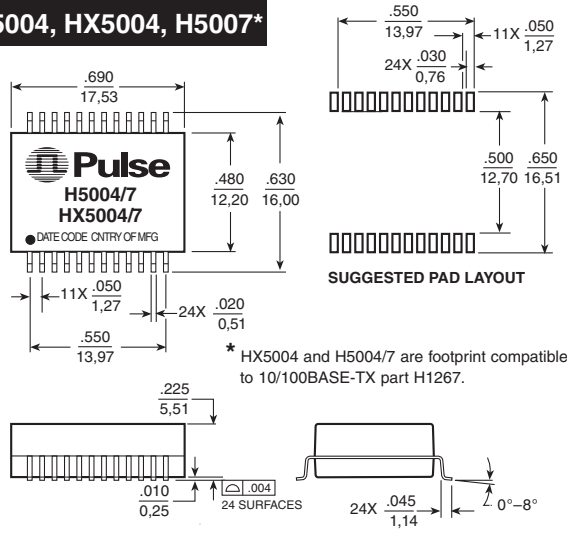 5004, HX5004, H5007*
.690
17,53
Pulse
H5004/7
HX5004/7
DATE CODE CNTRY OF MFG
.480
12,20
.630
16,00
11X .050
1,27
24X .020
0,51
.550
13,97
.550
13,97
11X .050
1,27
24X .030
0,76
.500
12,70
.650
16,51
SUGGESTED PAD LAYOUT
* HX5004 and H5004/7 are footprint compatible
to 10/100BASE-TX part H1267.
.225
5,51
.010
0,25
.004
24 SURFACES
24X .045
1,14
0°–8°